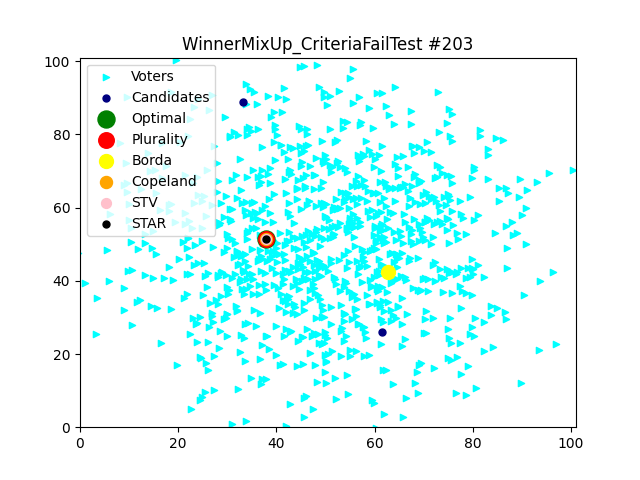 WinnerMixUp_CriteriaFailTest #203
100
80
60
40
20
0
Voters
Candidates
Optimal
Plurality
Borda
Copeland
STV
STAR
0 20 40 60 80 100